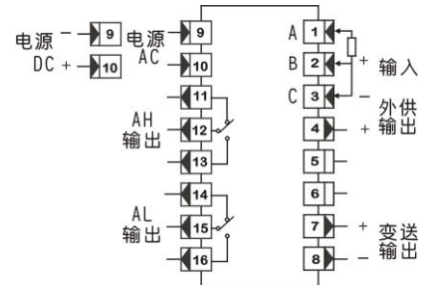 电源 - 9
DC + 10
电源 AC
9
10
11
AH 输出
12
13
14
AL 输出
15
16
A 1
B 2 + 输入
C 3 -
4 + 外供输出
5
6
7 + 变送输出
8 -